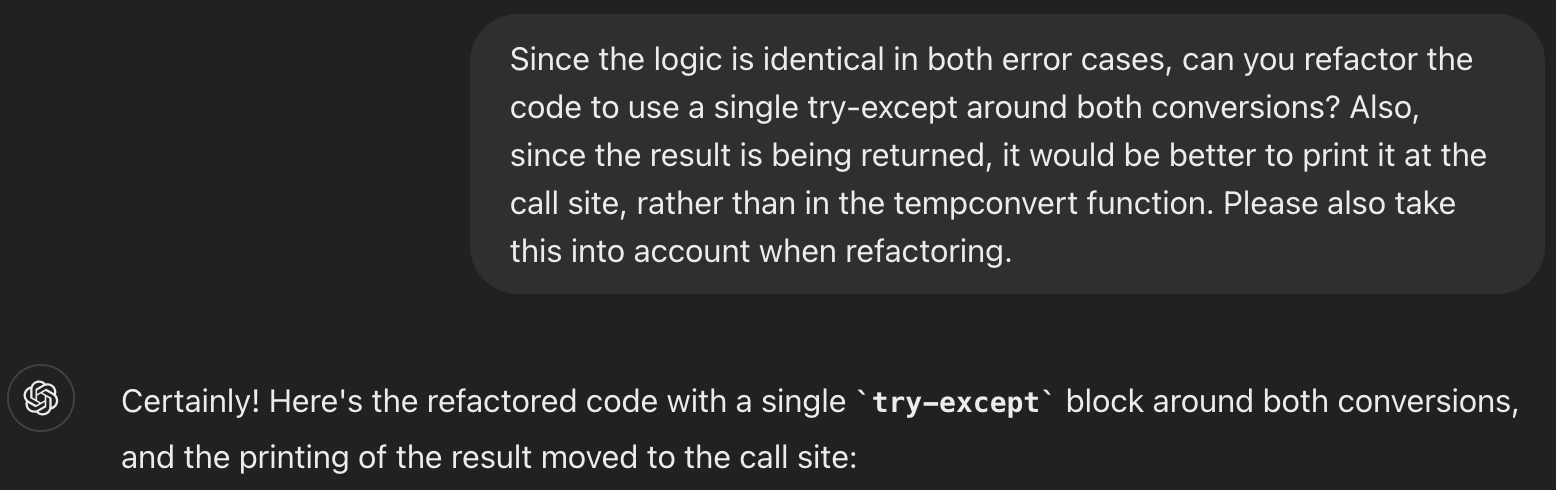 Since the logic is identical in both error cases, can you refactor the
code to use a single try-except around both conversions? Also,
since the result is being returned, it would be better to print it at the
call site, rather than in the tempconvert function. Please also take
this into account when refactoring.
Certainly! Here's the refactored code with a single `try-except` block around both conversions,
and the printing of the result moved to the call site: